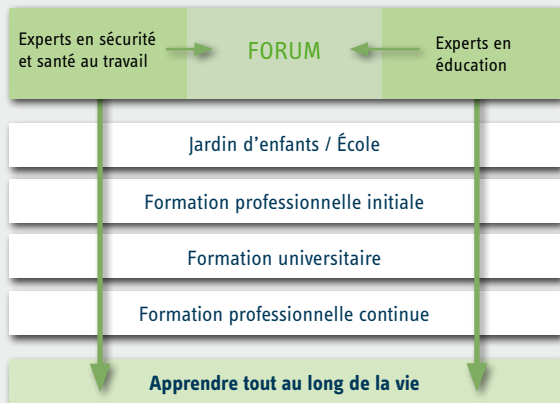 Experts en sécurité
et santé au travail
FORUM
Experts en
éducation
Jardin d'enfants / École
Formation professionnelle initiale
Formation universitaire
Formation professionnelle continue
Apprendre tout au long de la vie